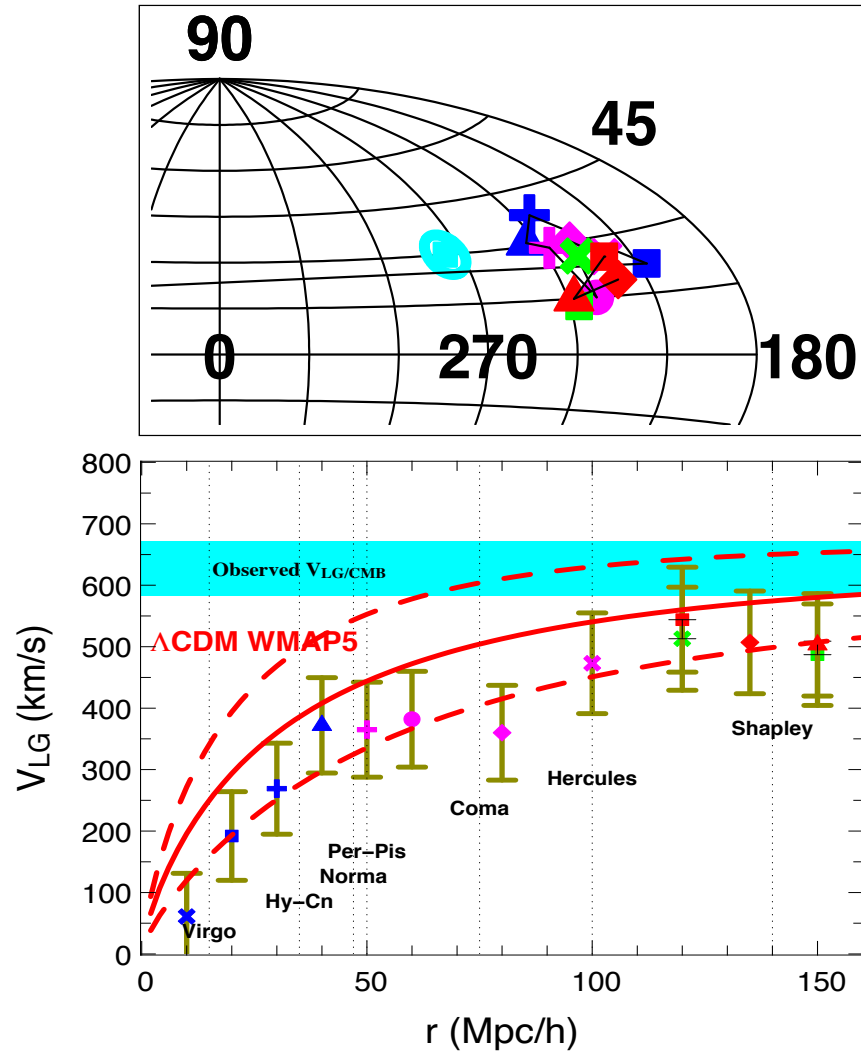 90
45
0 270 180
800
700
600
500
400
300
200
100
0
V_LG (km/s)
Observed V_LG/CMB
ΛCDM WMAP5
Shapley
Hercules
Coma
Per–Pis
Norma
Hy–Cn
Virgo
0 50 100 150
r (Mpc/h)